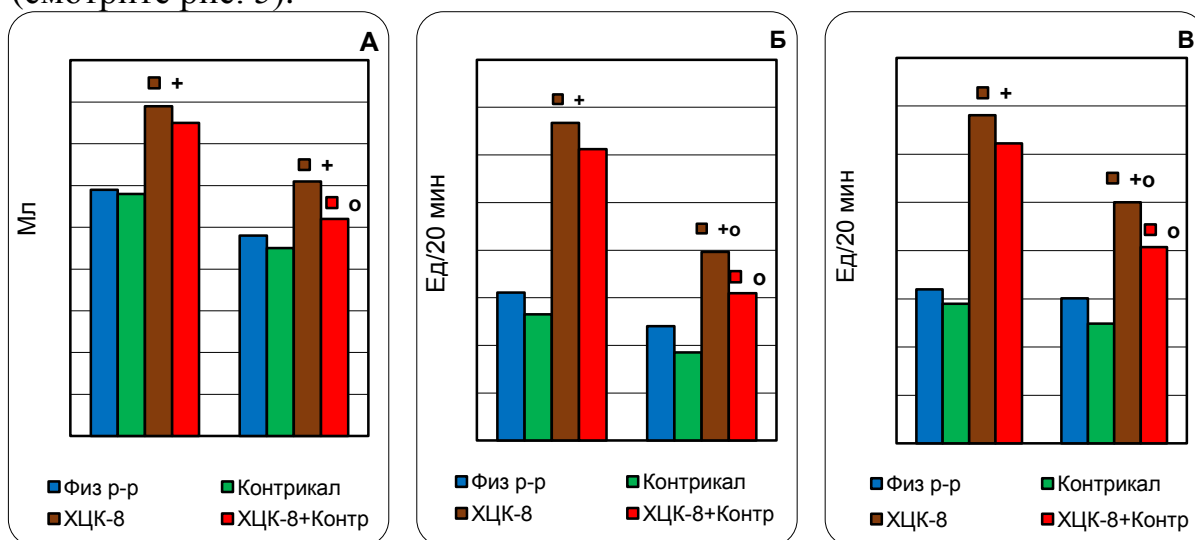 (смотрите рис. 3).
А
+
+
о
Мл
Физ р-р
Контрикал
ХЦК-8
ХЦК-8+Контр
Б
+
+о
о
Ед/20 мин
Физ р-р
Контрикал
ХЦК-8
ХЦК-8+Контр
В
+
+о
о
Ед/20 мин
Физ р-р
Контрикал
ХЦК-8
ХЦК-8+Контр